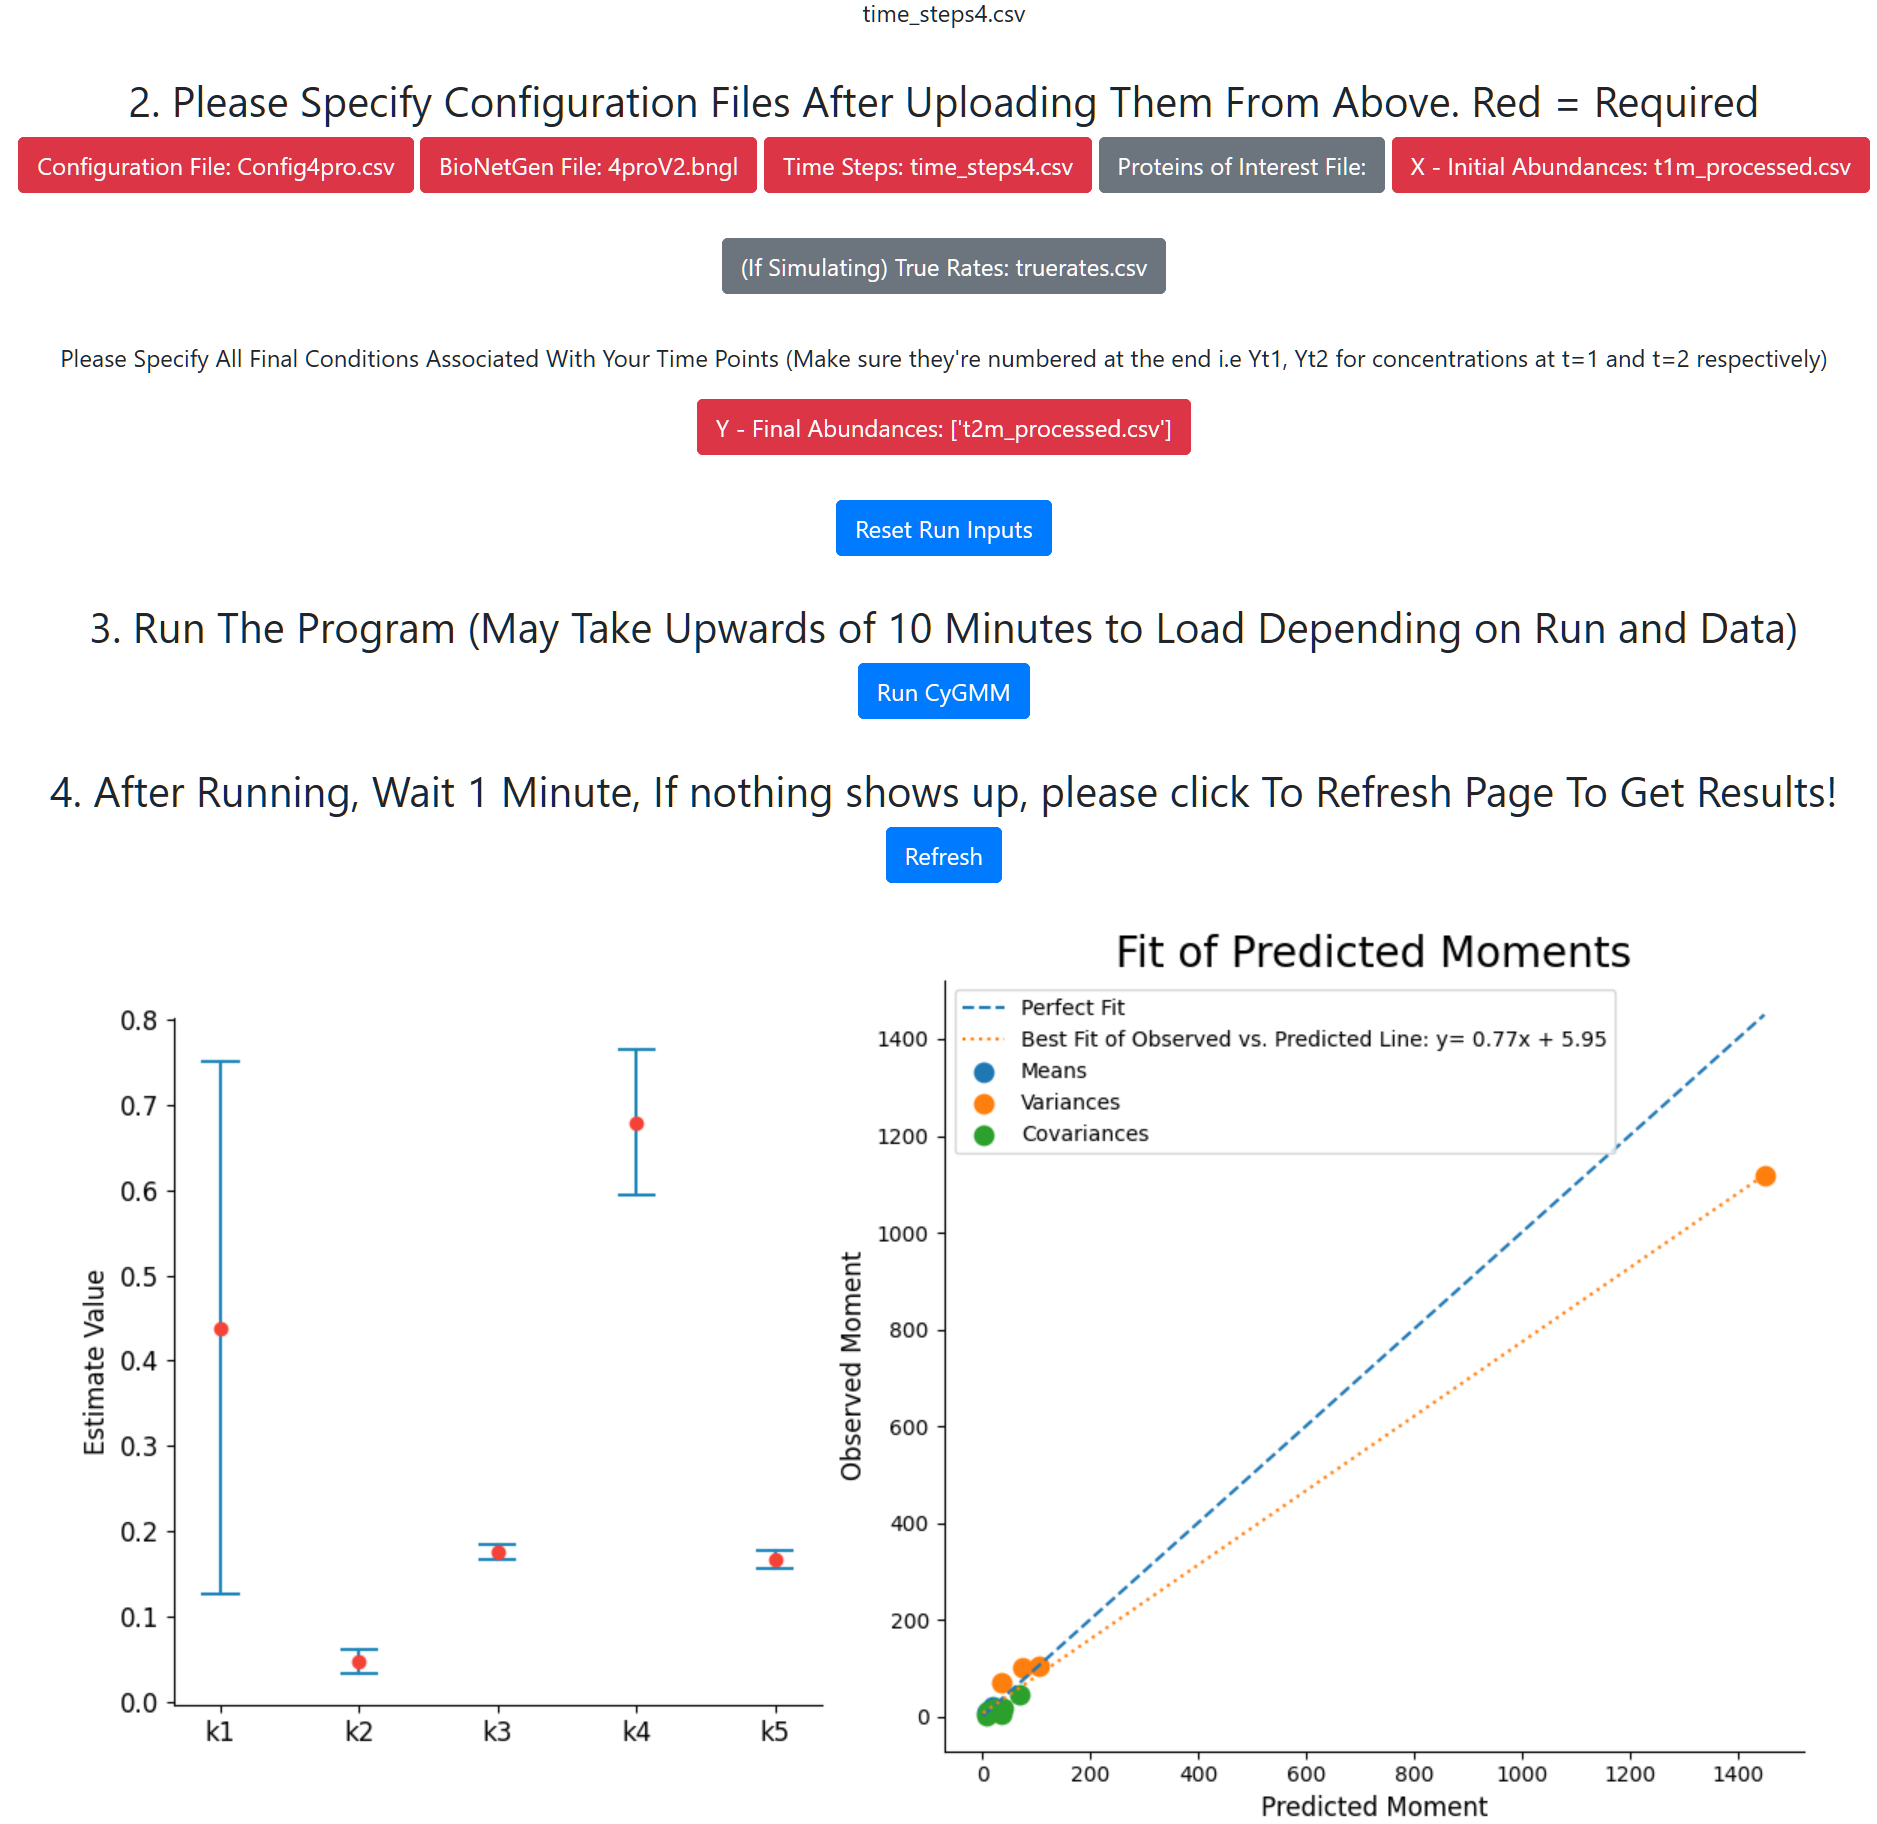 time_steps4.csv
2. Please Specify Configuration Files After Uploading Them From Above. Red = Required
Configuration File: Config4pro.csv
BioNetGen File: 4proV2.bngl
Time Steps: time_steps4.csv
Proteins of Interest File:
X - Initial Abundances: t1m_processed.csv
(If Simulating) True Rates: truerates.csv
Please Specify All Final Conditions Associated With Your Time Points (Make sure they're numbered at the end i.e Yt1, Yt2 for concentrations at t=1 and t=2 respectively)
Y - Final Abundances: ['t2m_processed.csv']
Reset Run Inputs
3. Run The Program (May Take Upwards of 10 Minutes to Load Depending on Run and Data)
Run CyGMM
4. After Running, Wait 1 Minute, If nothing shows up, please click To Refresh Page To Get Results!
Refresh
Estimate Value
0.8
0.7
0.6
0.5
0.4
0.3
0.2
0.1
0.0
k1 k2 k3 k4 k5
Fit of Predicted Moments
Perfect Fit
Best Fit of Observed vs. Predicted Line: y= 0.77x + 5.95
Means
Variances
Covariances
Observed Moment
1400
1200
1000
800
600
400
200
0
0 200 400 600 800 1000 1200 1400
Predicted Moment